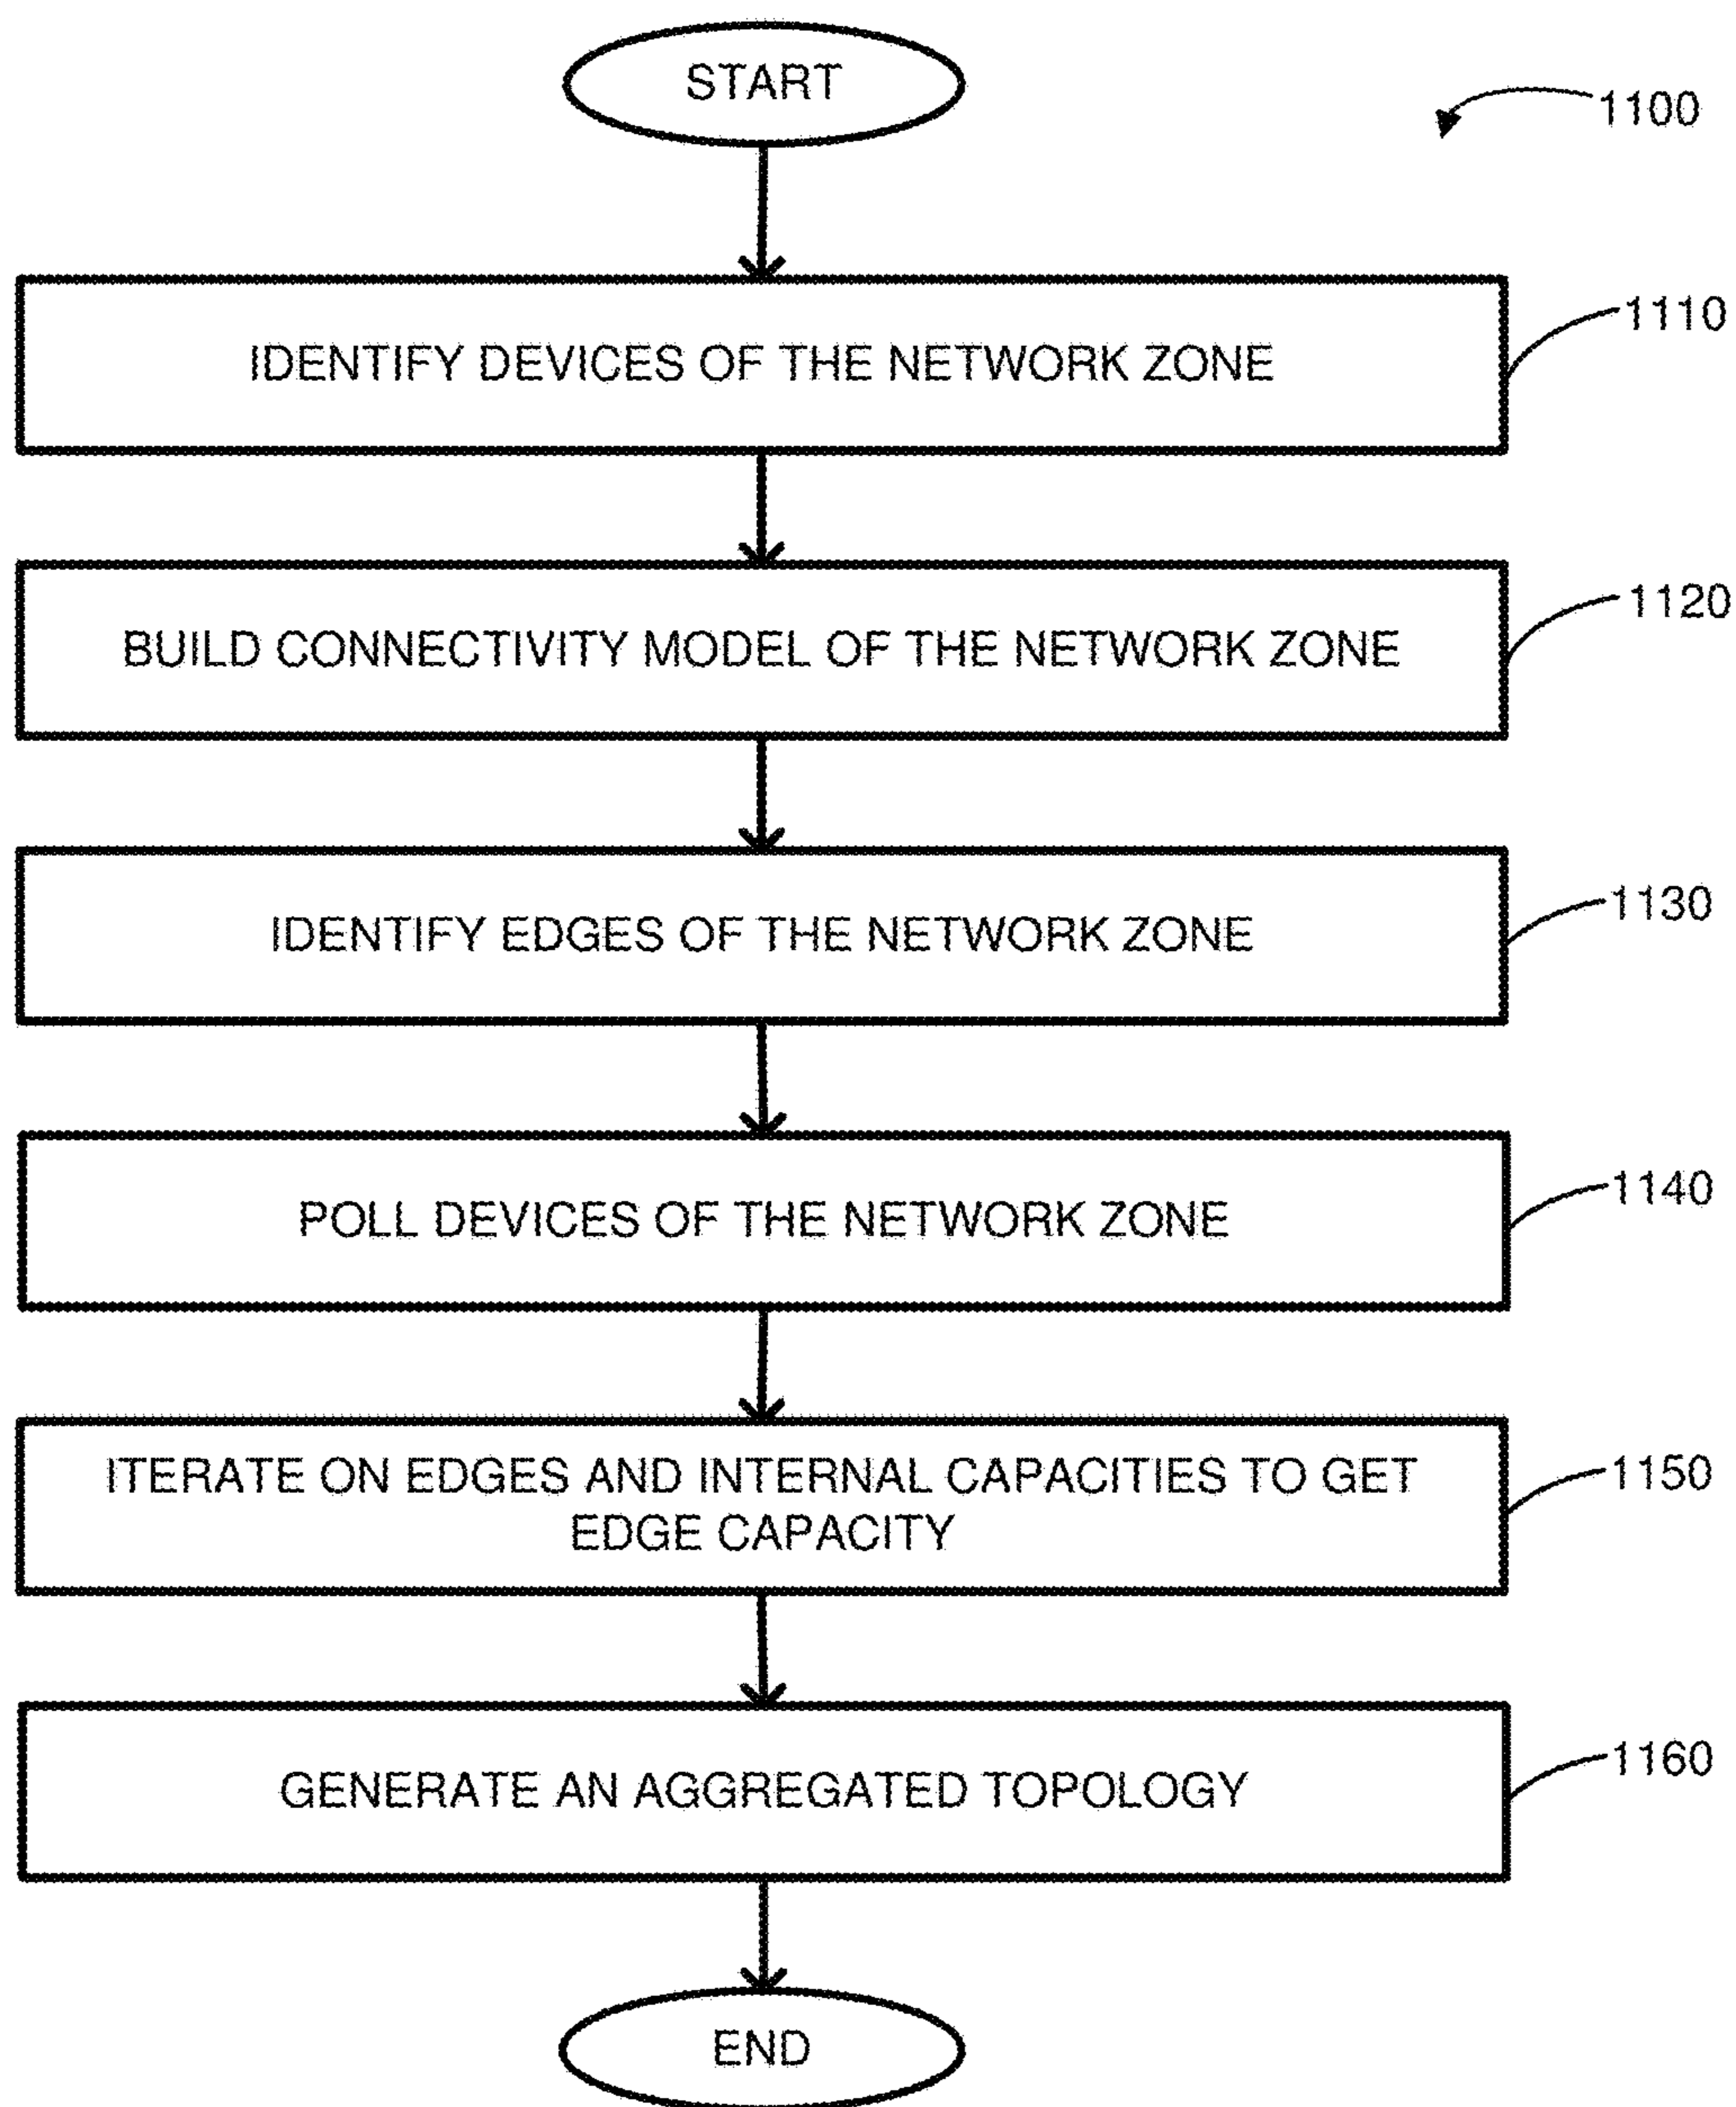 START
1100
IDENTIFY DEVICES OF THE NETWORK ZONE
1110
BUILD CONNECTIVITY MODEL OF THE NETWORK ZONE
1120
IDENTIFY EDGES OF THE NETWORK ZONE
1130
POLL DEVICES OF THE NETWORK ZONE
1140
ITERATE ON EDGES AND INTERNAL CAPACITIES TO GET
EDGE CAPACITY
1150
GENERATE AN AGGREGATED TOPOLOGY
1160
END